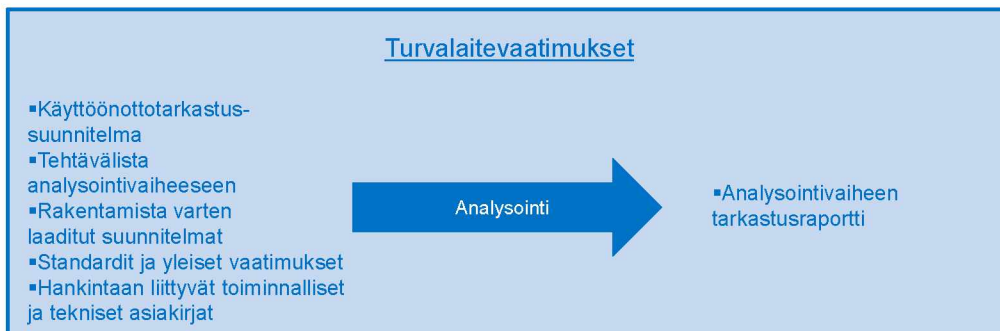 Turvalaitevaatimukset
▪Käyttöönottotarkastus-
suunnitelma
▪Tehtävälista
analysointivaiheeseen
▪Rakentamista varten
laaditut suunnitelmat
▪Standardit ja yleiset vaatimukset
▪Hankintaan liittyvät toiminnalliset
ja tekniset asiakirjat
Analysointi
▪Analysointivaiheen
tarkastusraportti